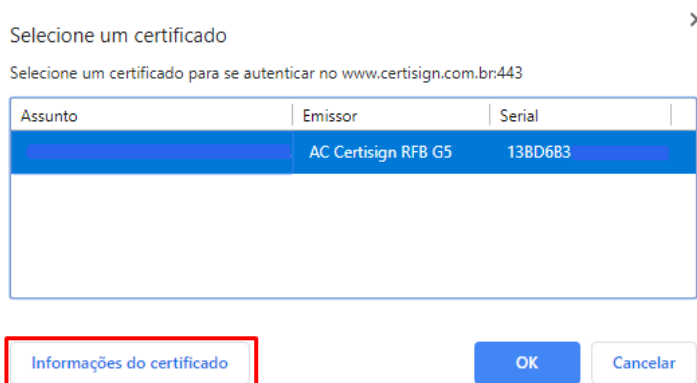 Selecione um certificado
Selecione um certificado para se autenticar no www.certisign.com.br:443
Assunto Emissor Serial
AC Certisign RFB G5 13BD6B3
Informações do certificado OK Cancelar